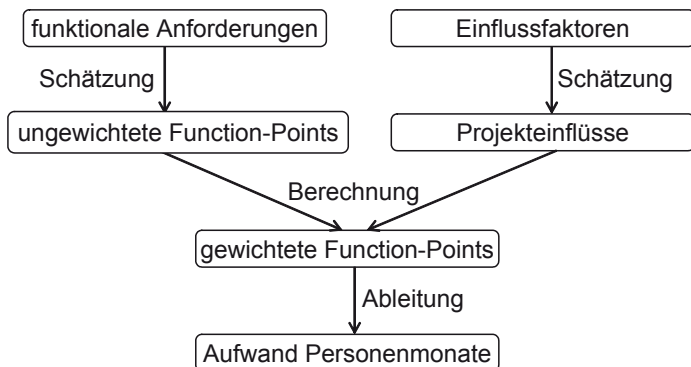 funktionale Anforderungen
Einflussfaktoren
Schätzung
Schätzung
ungewichtete Function-Points
Projekteinflüsse
Berechnung
gewichtete Function-Points
Ableitung
Aufwand Personenmonate